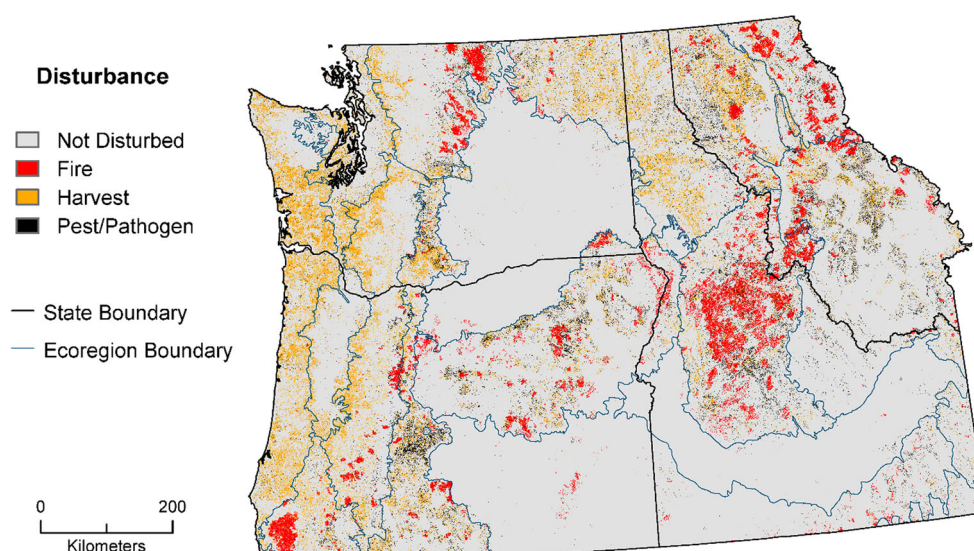 Disturbance
Not Disturbed
Fire
Harvest
Pest/Pathogen
State Boundary
Ecoregion Boundary
0 200
Kilometers